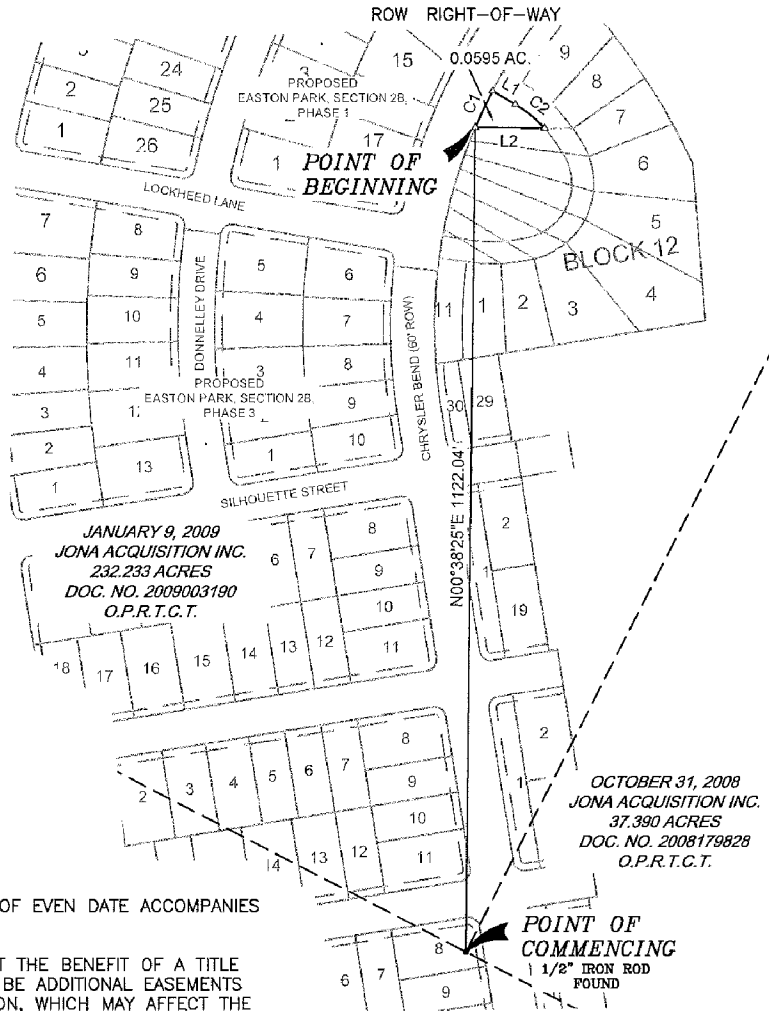 ROW RIGHT-OF-WAY
0.0595 AC.
15
9
8
7
6
5
4
3
2
1
11
BLOCK 12
L1
C2
C1
L2
24
2
25
1
26
3
17
1
PROPOSED
EASTON PARK, SECTION 2B,
PHASE 1
POINT OF
BEGINNING
LOCKHEED LANE
7
8
6
9
5
10
4
11
3
2
13
1
DONNELLEY DRIVE
5
6
4
7
3
8
9
1
10
PROPOSED
EASTON PARK, SECTION 2B,
PHASE 3
CHRYSLER BEND (60' ROW)
30
29
N00°38'25"E 1122.04'
SILHOUETTE STREET
JANUARY 9, 2009
JONA ACQUISITION INC.
232.233 ACRES
DOC. NO. 2009003190
O.P.R.T.C.T.
6
7
8
9
10
11
18
17
16
15
14
13
12
2
1
19
2
3
4
5
6
7
8
9
10
11
14
13
12
2
1
OCTOBER 31, 2008
JONA ACQUISITION INC.
37.390 ACRES
DOC. NO. 2008179828
O.P.R.T.C.T.
OF EVEN DATE ACCOMPANIES
T THE BENEFIT OF A TITLE
BE ADDITIONAL EASEMENTS
ON, WHICH MAY AFFECT THE
6
7
8
9
POINT OF
COMMENCING
1/2" IRON ROD
FOUND